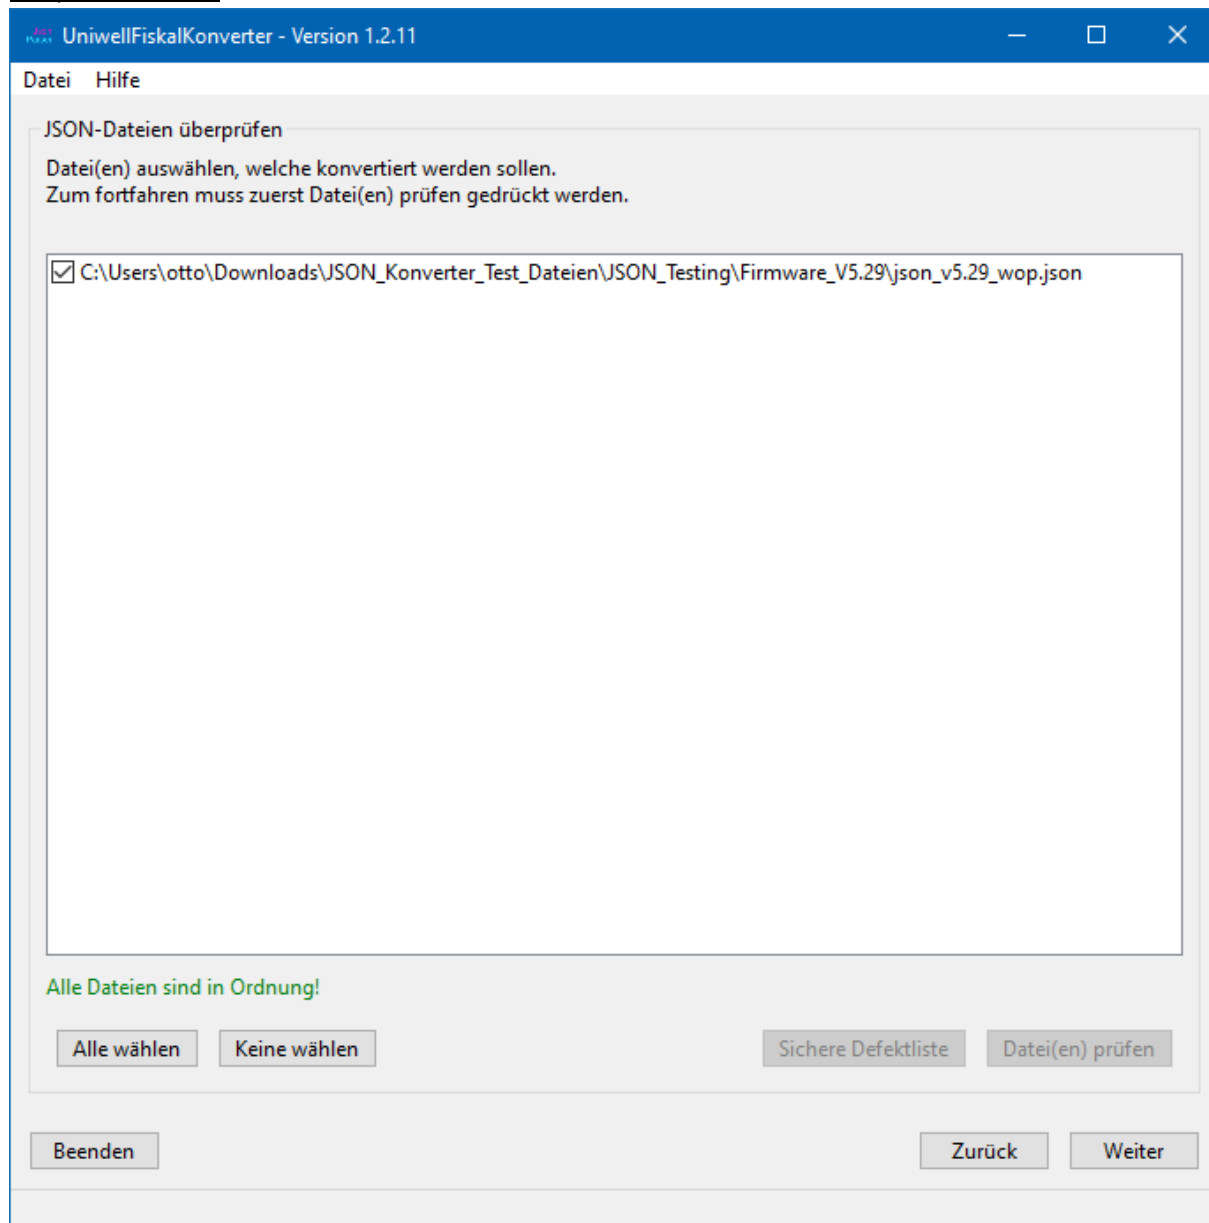 UniwellFiskalKonverter - Version 1.2.11
Datei Hilfe
JSON-Dateien überprüfen
Datei(en) auswählen, welche konvertiert werden sollen.
Zum fortfahren muss zuerst Datei(en) prüfen gedrückt werden.
C:\Users\otto\Downloads\JSON_Konverter_Test_Dateien\JSON_Testing\Firmware_V5.29\json_v5.29_wop.json
Alle Dateien sind in Ordnung!
Alle wählen Keine wählen Sichere Defektliste Datei(en) prüfen
Beenden Zurück Weiter